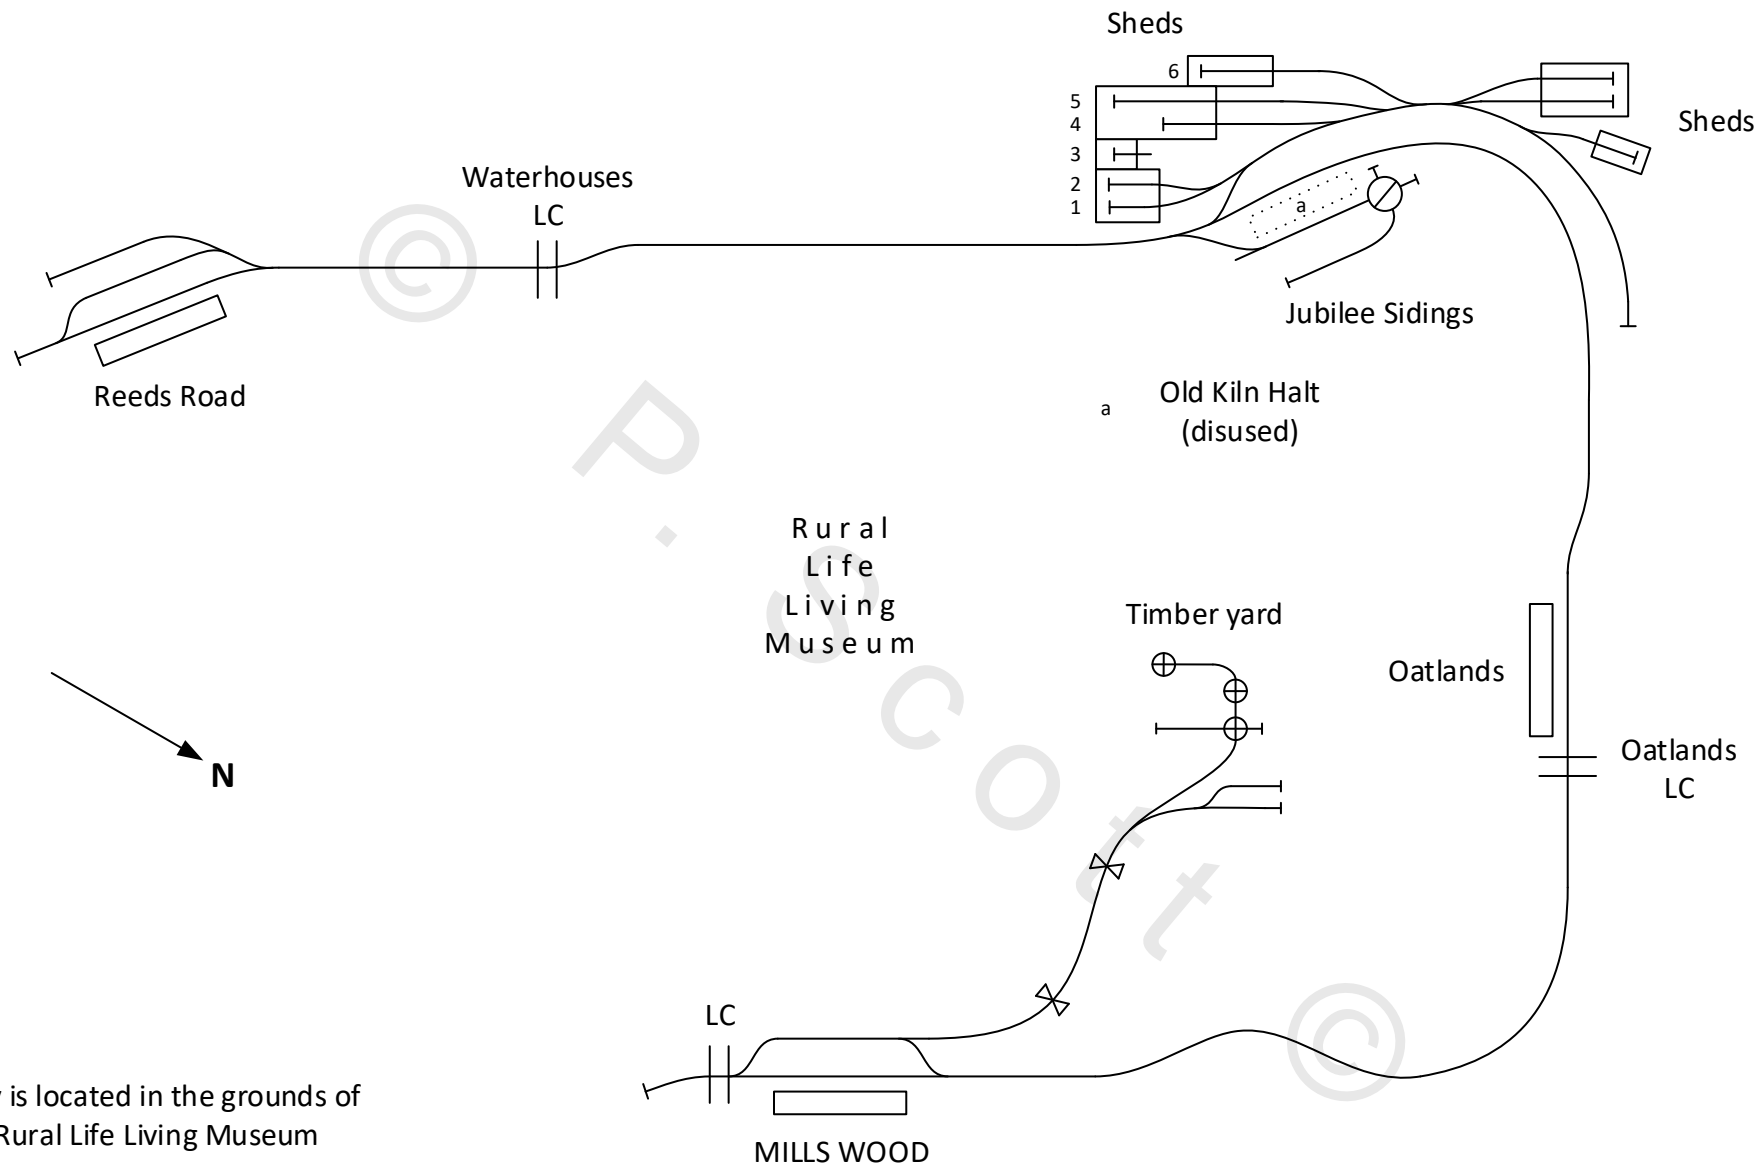 Sheds
6
5
4
3
2
1
Sheds
Waterhouses
LC
a
Jubilee Sidings
Reeds Road
a
Old Kiln Halt
(disused)
Rural
Life
Living
Museum
Timber yard
Oatlands
Oatlands
LC
N
LC
MILLS WOOD
is located in the grounds of
Rural Life Living Museum
© P. Scott ©